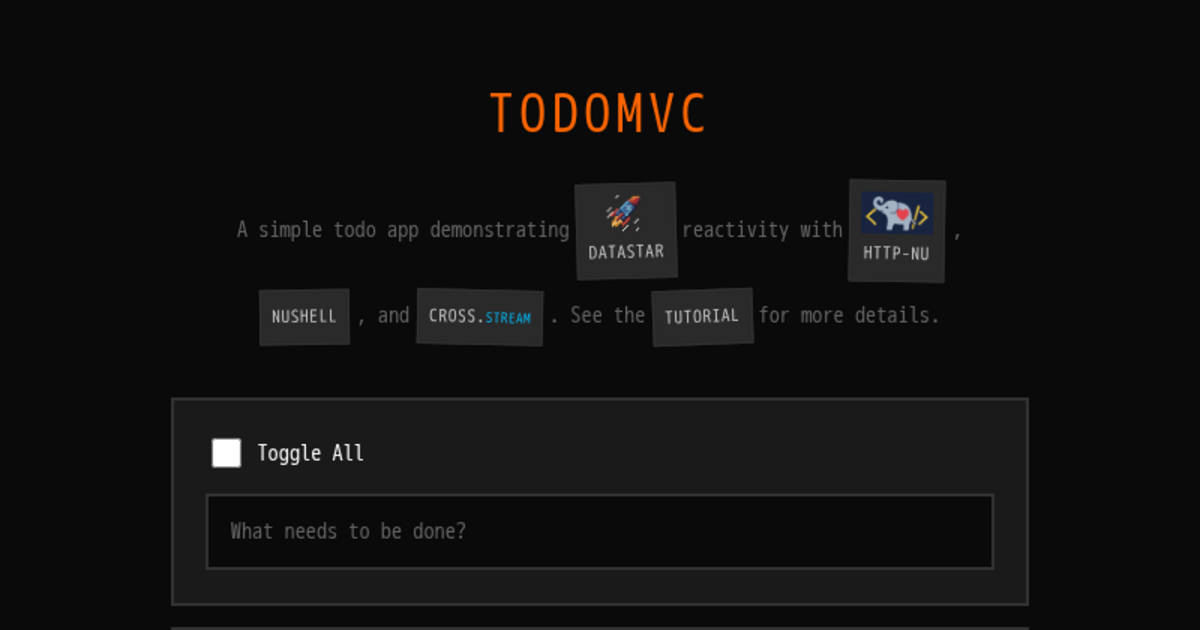 TODOMVC
A simple todo app demonstrating DATASTAR reactivity with HTTP-NU ,
NUSHELL , and CROSS.STREAM . See the TUTORIAL for more details.
Toggle All
What needs to be done?